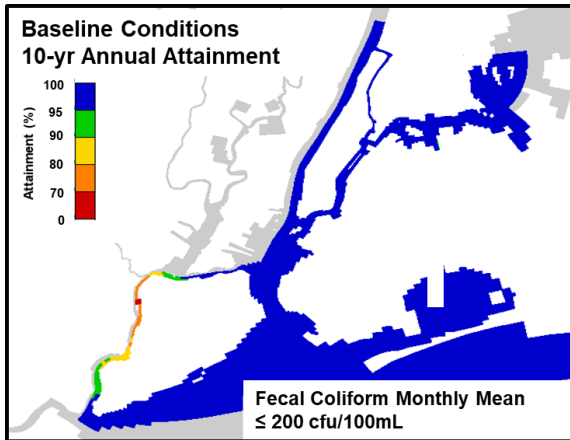 Baseline Conditions
10-yr Annual Attainment
100
95
90
80
70
0
Attainment (%)
Fecal Coliform Monthly Mean
≤ 200 cfu/100mL